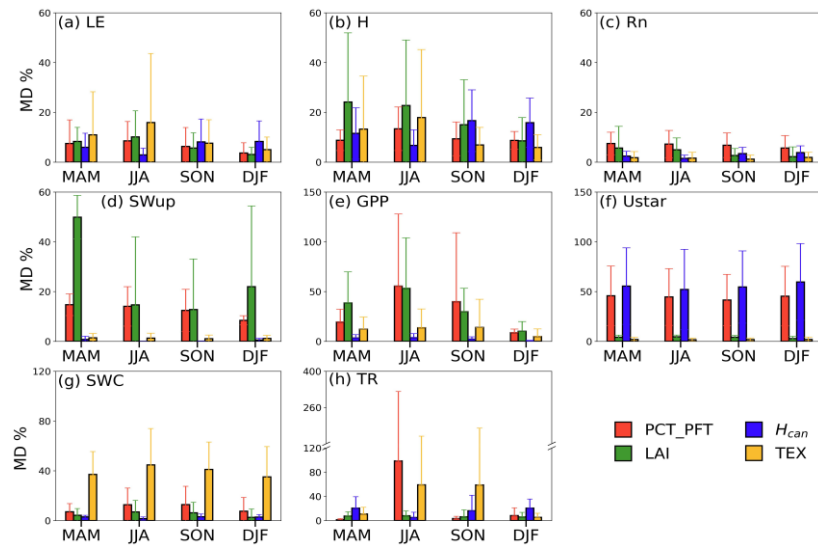 (a) LE
(b) H
(c) Rn
MD %
60
40
20
0
60
40
20
0
60
40
20
0
MAM JJA SON DJF
MAM JJA SON DJF
MAM JJA SON DJF
(d) SWup
(e) GPP
(f) Ustar
MD %
60
40
20
0
150
100
50
0
150
100
50
0
MAM JJA SON DJF
MAM JJA SON DJF
MAM JJA SON DJF
(g) SWC
(h) TR
MD %
120
80
40
0
400
260
120
80
40
20
0
MAM JJA SON DJF
MAM JJA SON DJF
PCT_PFT
H_can
LAI
TEX